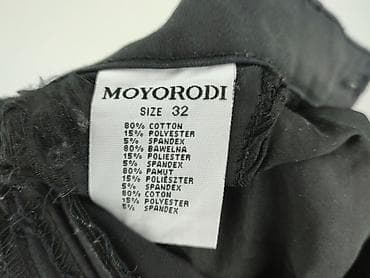 MOYORODI
SIZE 32
80% COTTON
15% POLYESTER
5% SPANDEX
80% BAWELNA
15% POLIESTER
5% SPANDEX
80% PAMUT
15% POLIÉSZTER
5% SPANDEX
80% COTON
15% POLYESTER
5% SPANDEX